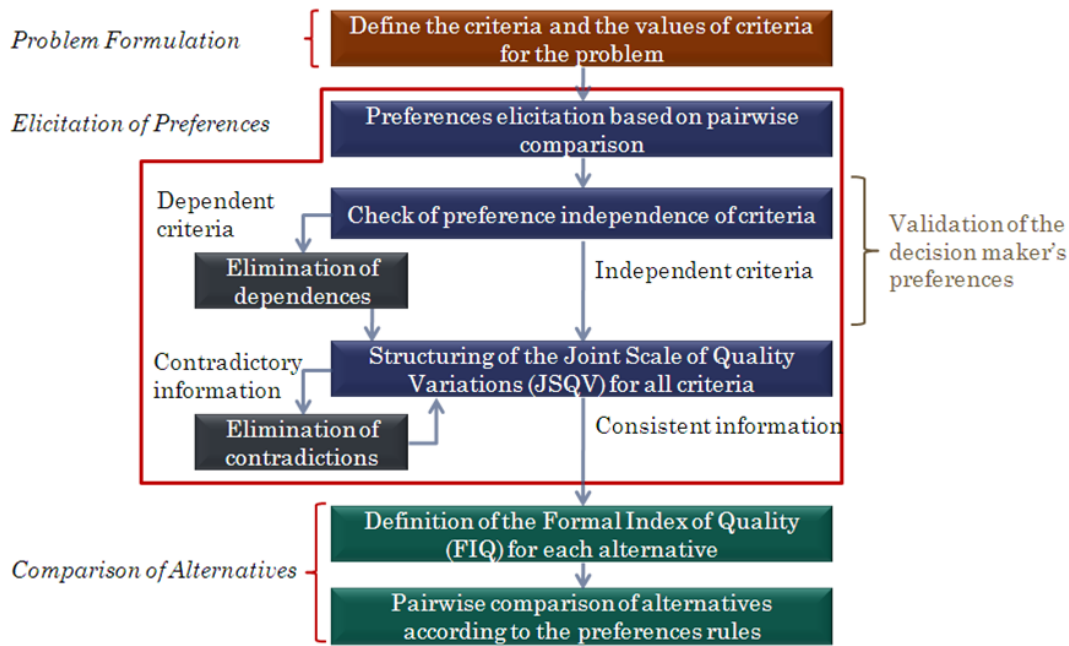 Problem Formulation
Define the criteria and the values of criteria
for the problem
Elicitation of Preferences
Preferences elicitation based on pairwise
comparison
Dependent
criteria
Check of preference independence of criteria
Validation of the
decision maker's
preferences
Elimination of
dependences
Independent criteria
Contradictory
information
Structuring of the Joint Scale of Quality
Variations (JSQV) for all criteria
Elimination of
contradictions
Consistent information
Comparison of Alternatives
Definition of the Formal Index of Quality
(FIQ) for each alternative
Pairwise comparison of alternatives
according to the preferences rules